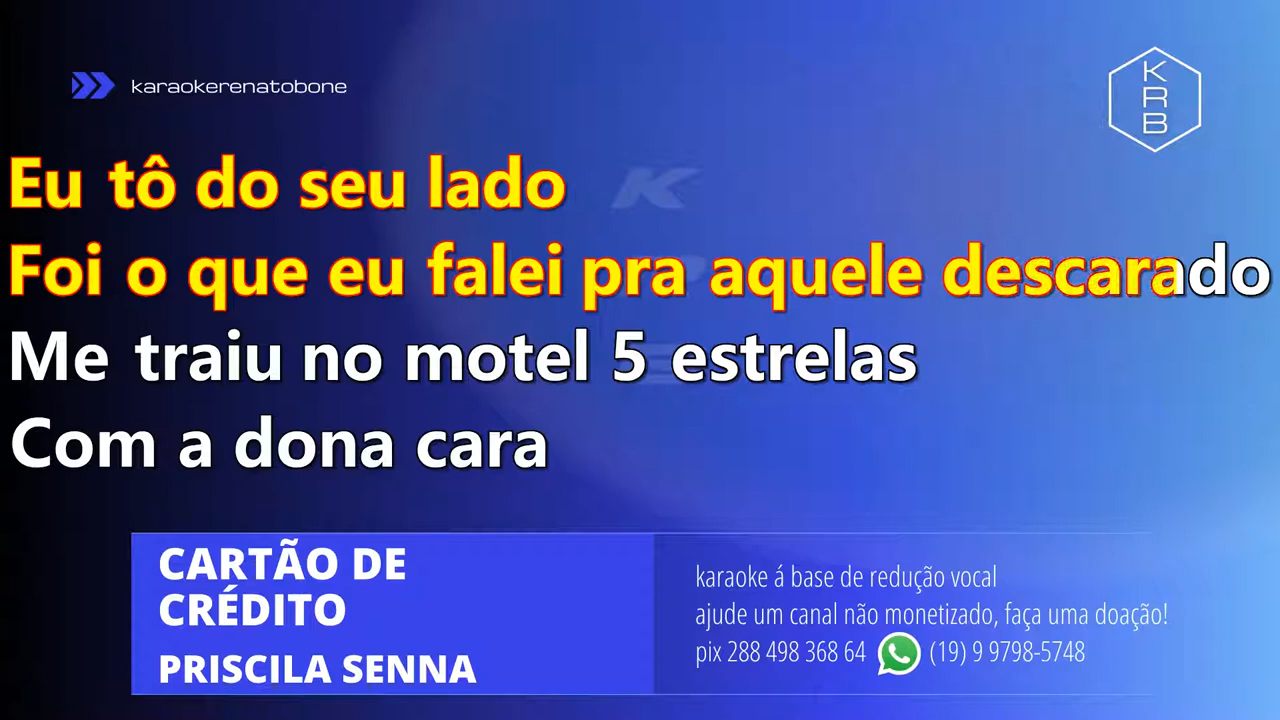 karaokerenatobone
K
R
B
Eu tô do seu lado
Foi o que eu falei pra aquele descarado
Me traiu no motel 5 estrelas
Com a dona cara
CARTÃO DE
CRÉDITO
PRISCILA SENNA
karaoke á base de redução vocal
ajude um canal não monetizado, faça uma doação!
pix 288 498 368 64 (19) 9 9798-5748